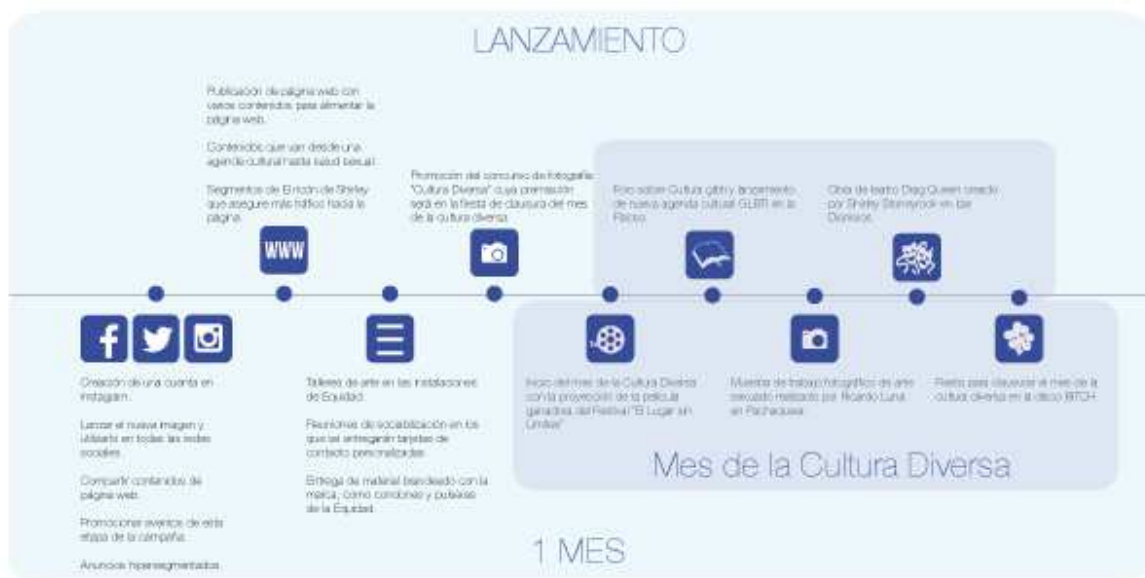 LANZAMIENTO
Publicación de página web con
varios contenidos para alimentar la
página web.
Contenidos que van desde una
agenda cultural hasta salud sexual.
Segmentos de El rincón de Shirley
que asegure más tráfico hacia la
página.
WWW
Promoción del concurso de fotografía
"Cultura Diversa" cuya premiación
será en la fiesta de clausura del mes
de la cultura diversa.
Foro sobre Cultura glbti y lanzamiento
de nueva agenda cultural GLBTI en la
Obra de teatro Drag Queen creado
por Shirley Stonyrock en bar
Dionisios.
Creación de una cuenta en
Instagram.
Lanzar el nueva imagen y
utilizarlo en todas las redes
sociales.
Compartir contenidos de
página web.
Promocionar eventos de esta
etapa de la campaña.
Anuncios hipersegmentados.
Talleres de arte en las instalaciones
de Equidad.
Reuniones de socialización en los
que se entregarán tarjetas de
contacto personalizadas.
Entrega de material brandeado con la
marca, como condones y pulseras
de la Equidad.
Inicio del mes de la Cultura Diversa
con la proyección de la película
ganadora del Festival "El Lugar sin
Límites"
Muestra de trabajo fotográfico de arte
realizado por Ricardo Luna
en
Fiesta para clausurar el mes de la
cultura diversa en la disco BITCH.
Mes de la Cultura Diversa
1 MES